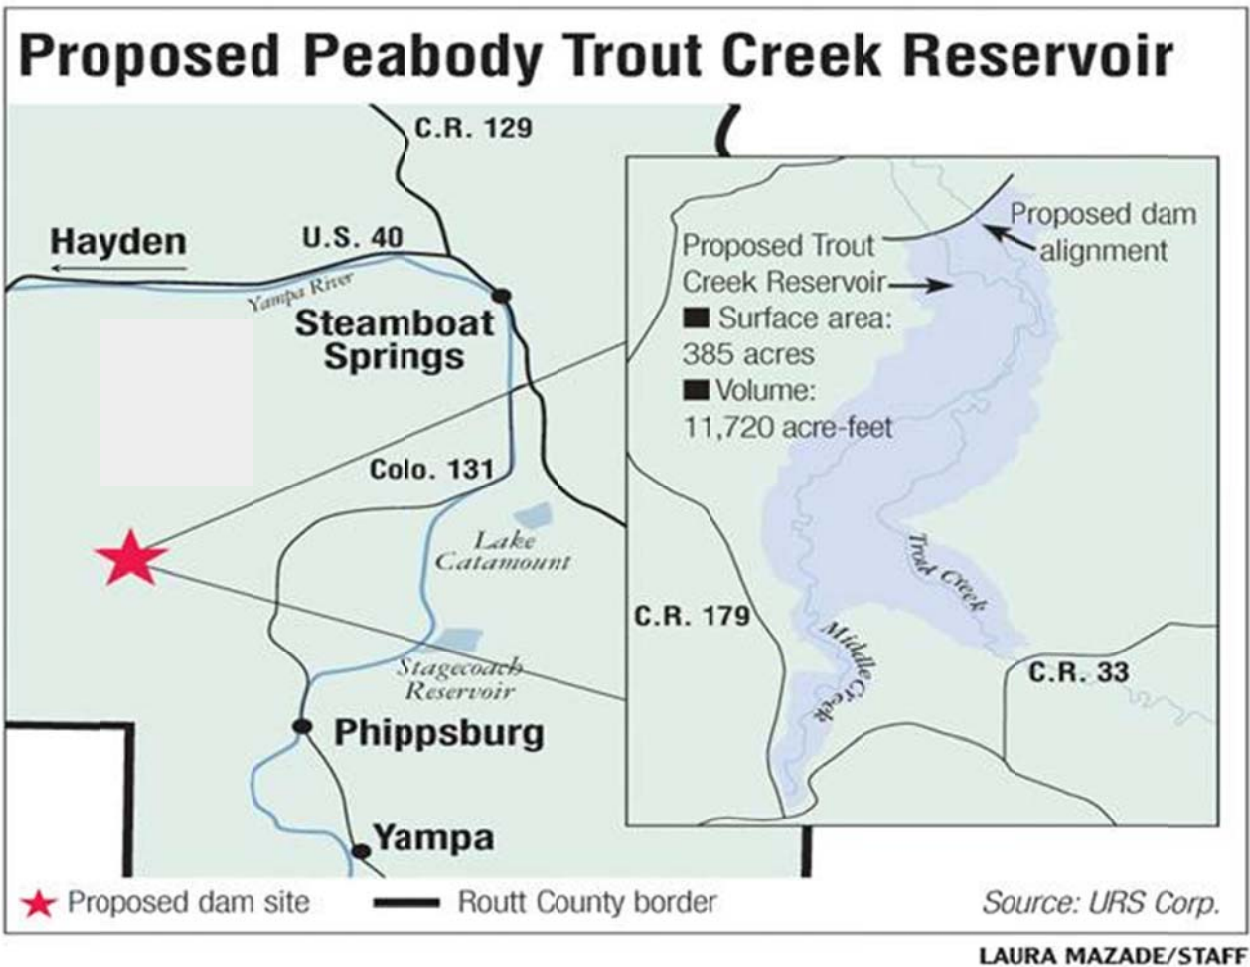 Proposed Peabody Trout Creek Reservoir
C.R. 129
Hayden
U.S. 40
Yampa River
Steamboat
Springs
Colo. 131
Lake
Catamount
Stagecoach
Reservoir
Phippsburg
Yampa
Proposed dam
alignment
Proposed Trout
Creek Reservoir
■ Surface area:
385 acres
■ Volume:
11,720 acre-feet
Trout Creek
C.R. 179
Middle Creek
C.R. 33
Proposed dam site
Routt County border
Source: URS Corp.
LAURA MAZADE/STAFF